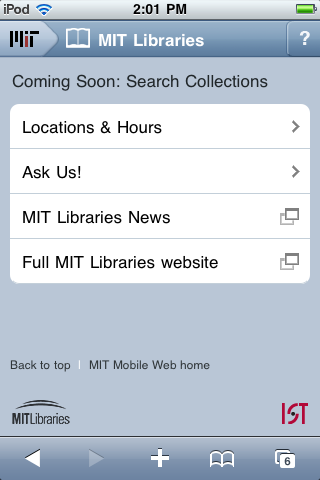 iPod 2:01 PM
MIT MIT Libraries ?
Coming Soon: Search Collections
Locations & Hours
Ask Us!
MIT Libraries News
Full MIT Libraries website
Back to top | MIT Mobile Web home
MITLibraries IST
6